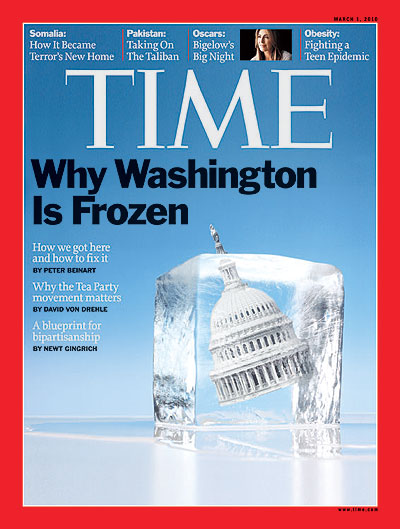 MARCH 1, 2010
Somalia:
How It Became
Terror's New Home
Pakistan:
Taking On
The Taliban
Oscars:
Bigelow's
Big Night
Obesity:
Fighting a
Teen Epidemic
TIME
Why Washington
Is Frozen
How we got here
and how to fix it
BY PETER BEINART
Why the Tea Party
movement matters
BY DAVID VON DREHLE
A blueprint for
bipartisanship
BY NEWT GINGRICH
www.time.com